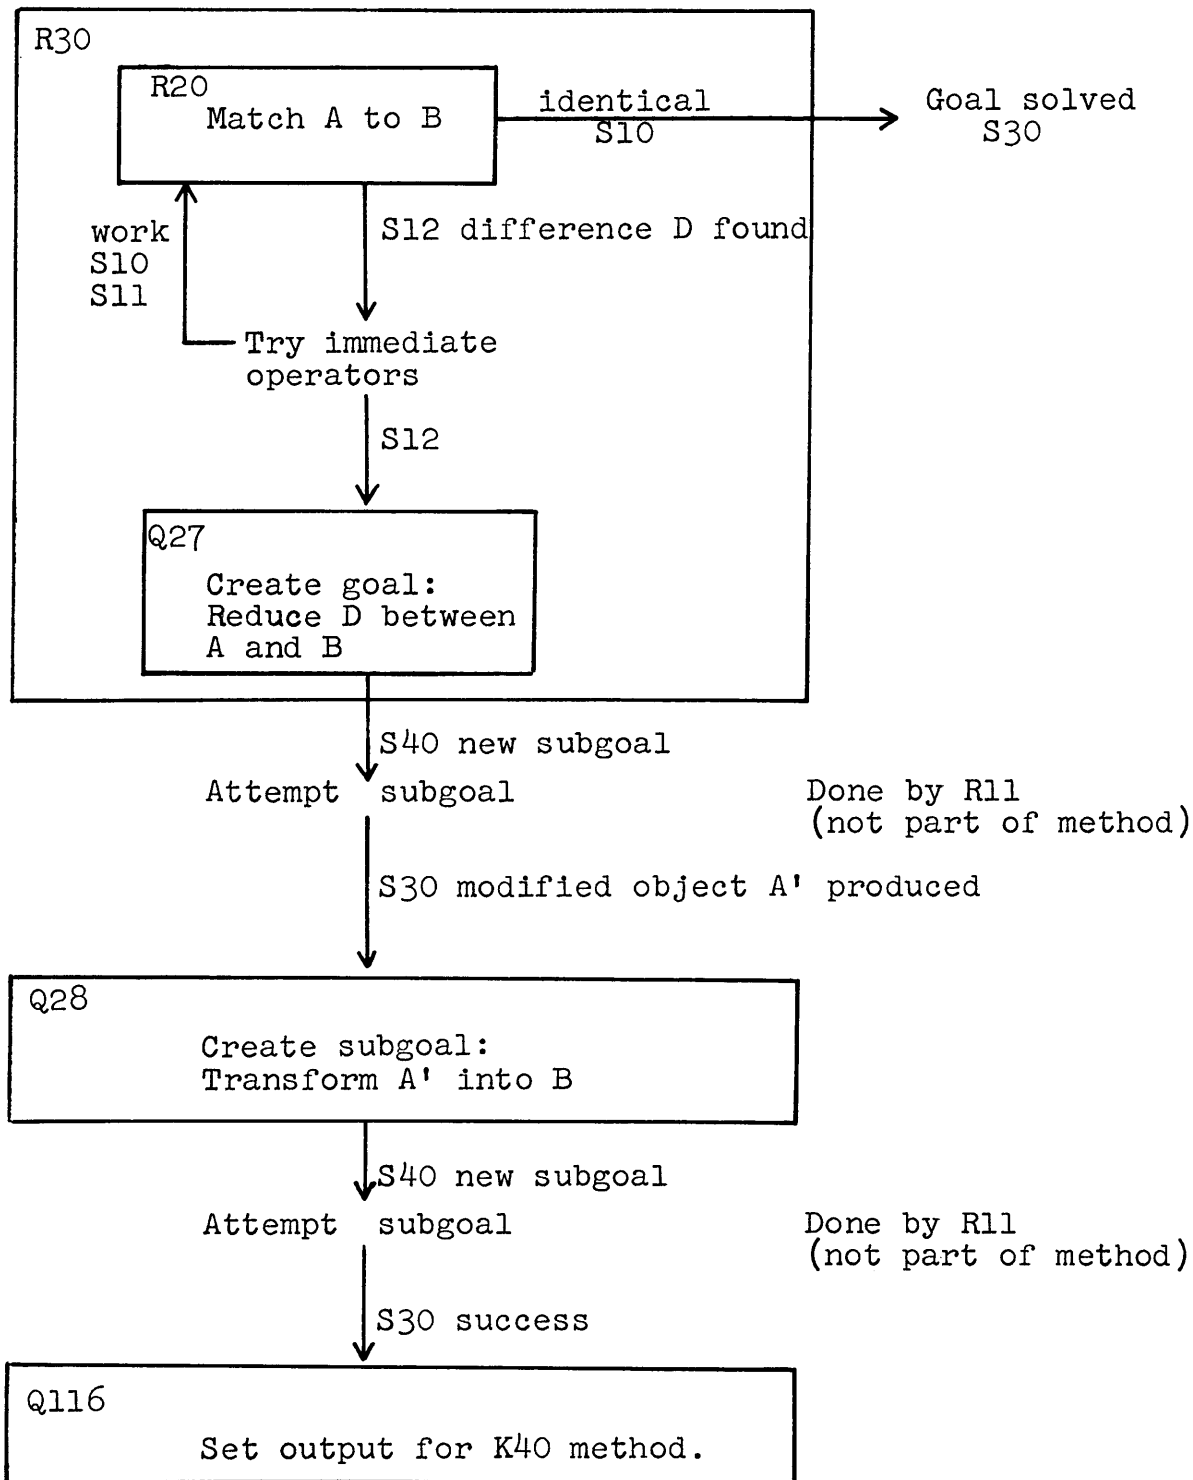 R30
R20
Match A to B
identical
S10
Goal solved
S30
work
S10
S11
S12 difference D found
Try immediate
operators
S12
Q27
Create goal:
Reduce D between
A and B
S40 new subgoal
Attempt subgoal
Done by R11
(not part of method)
S30 modified object A' produced
Q28
Create subgoal:
Transform A' into B
S40 new subgoal
Attempt subgoal
Done by R11
(not part of method)
S30 success
Q116
Set output for K40 method.